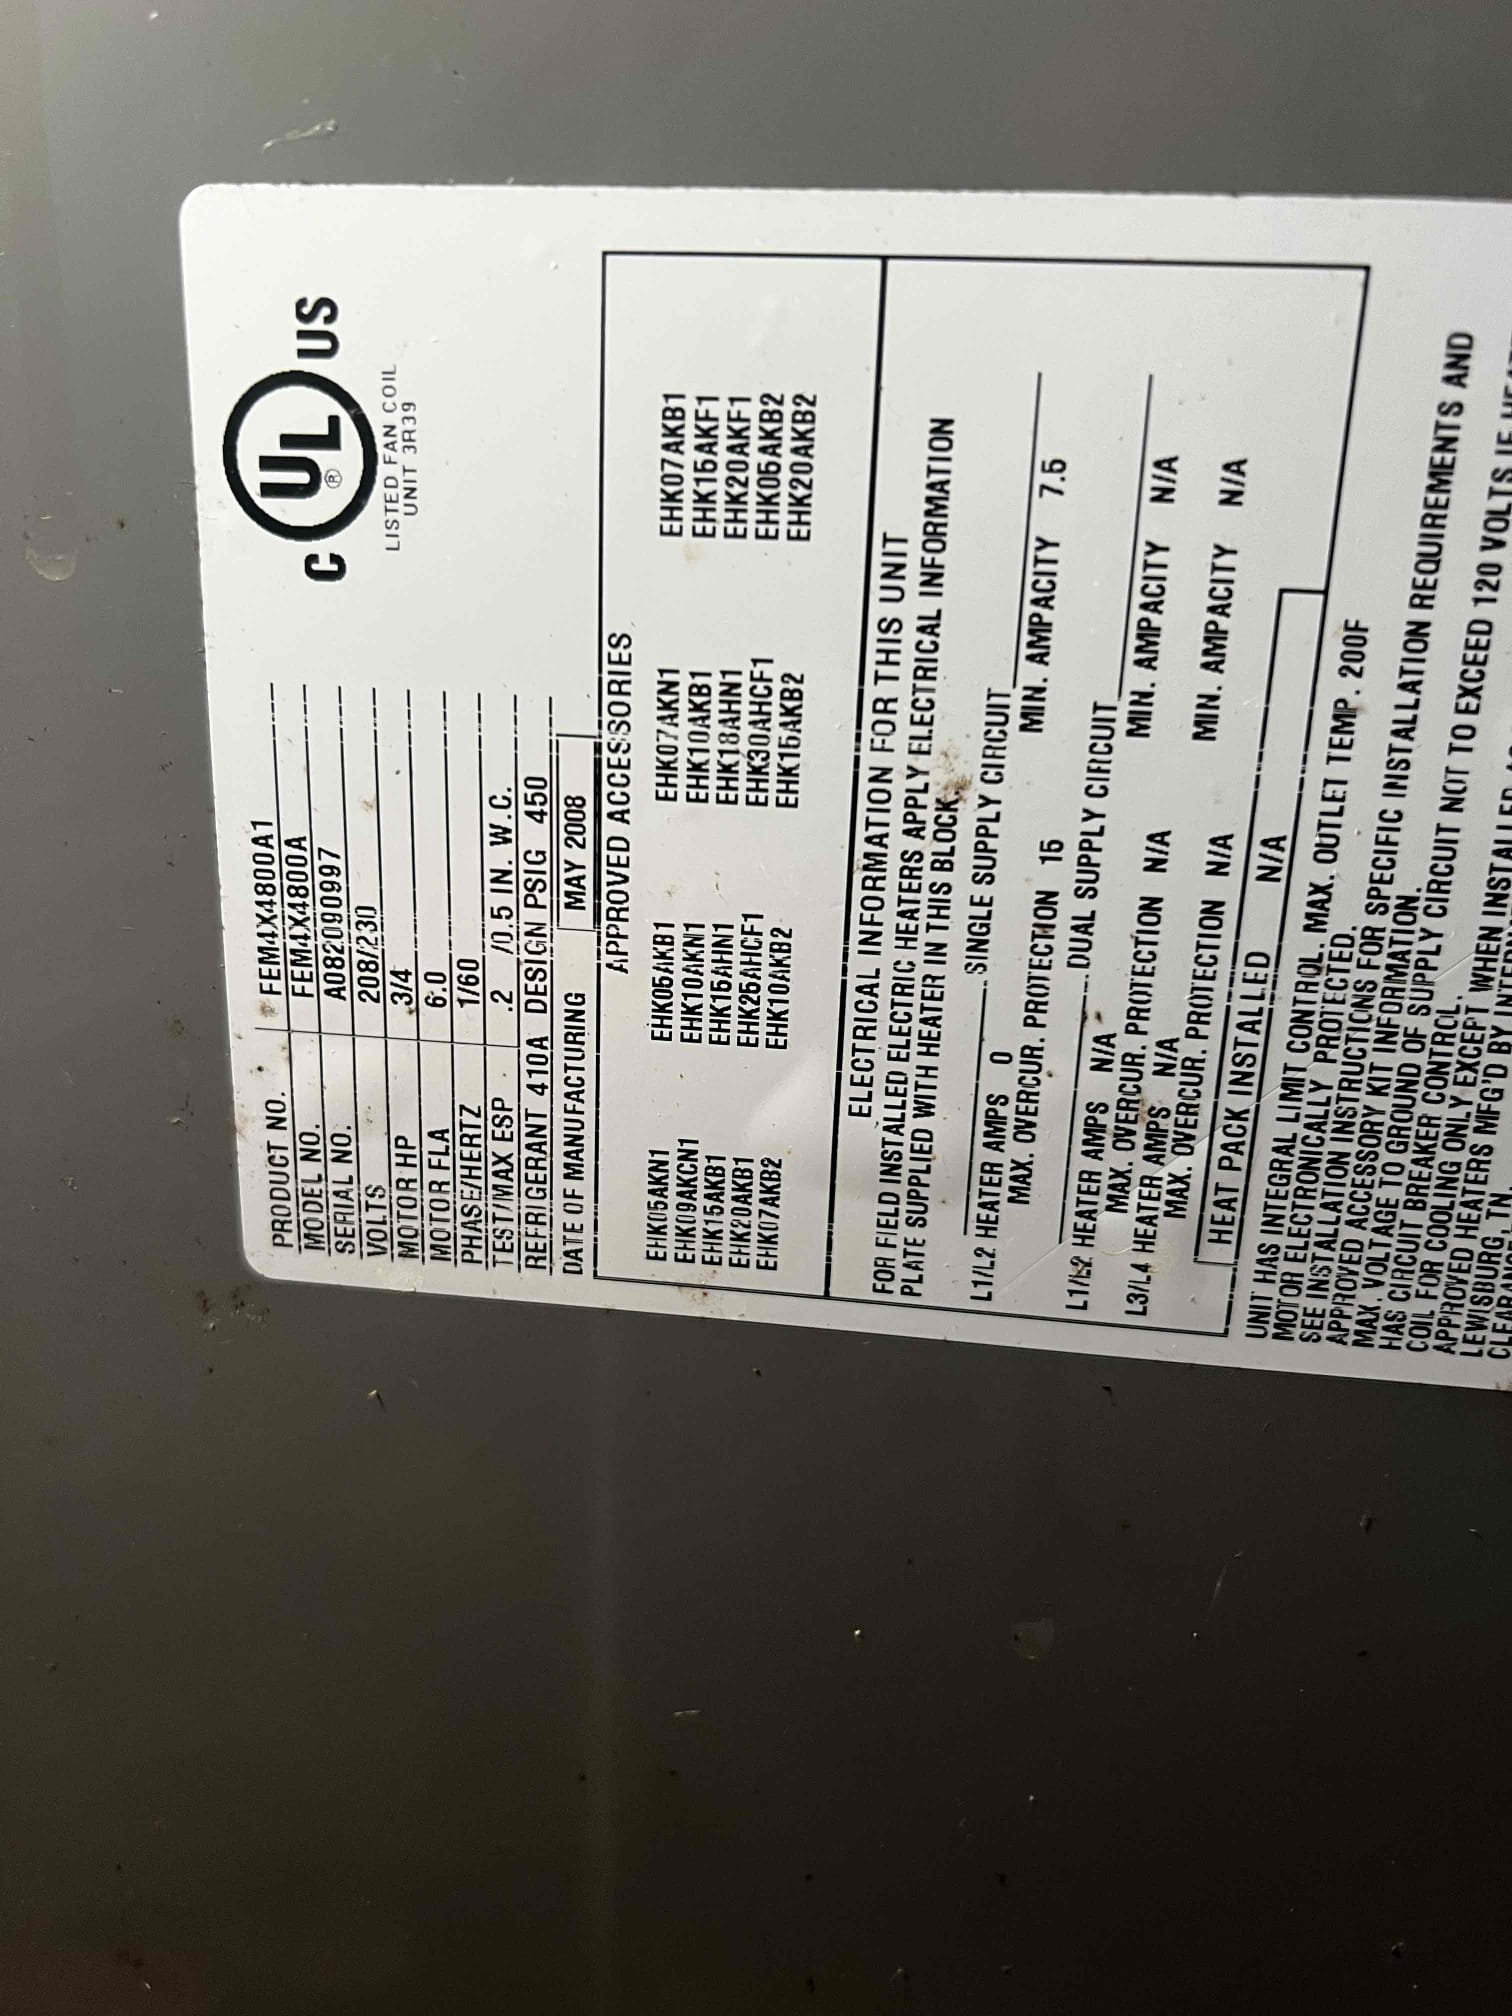 C UL US
®
LISTED FAN COIL
UNIT 3R39
PRODUCT NO. FEM4X4800A1
MODEL NO. FEM4X4800A
SERIAL NO. A082090997
VOLTS 208/230
MOTOR HP 3/4
MOTOR FLA 6.0
PHASE/HERTZ 1/60
TEST/MAX ESP .2 /0.5 IN. W.C.
REFRIGERANT 410A DESIGN PSIG 450
DATE OF MANUFACTURING MAY 2008
APPROVED ACCESSORIES
EHK05AKN1 EHK05AKB1 EHK07AKN1 EHK07AKB1
EHK09AKCN1 EHK10AKN1 EHK10AKB1 EHK15AKF1
EHK15AKB1 EHK15AHN1 EHK18AHN1 EHK20AKF1
EHK20AKB1 EHK25AHCF1 EHK30AHCF1 EHK05AKB2
EHK07AKB2 EHK10AKB2 EHK15AKB2 EHK20AKB2
ELECTRICAL INFORMATION FOR THIS UNIT
FOR FIELD INSTALLED ELECTRIC HEATERS APPLY ELECTRICAL INFORMATION
PLATE SUPPLIED WITH HEATER IN THIS BLOCK.
SINGLE SUPPLY CIRCUIT
L1/L2 HEATER AMPS 0 MIN. AMPACITY 7.5
MAX. OVERCUR. PROTECTION 15
DUAL SUPPLY CIRCUIT
L1/L2 HEATER AMPS N/A MIN. AMPACITY N/A
MAX. OVERCUR. PROTECTION N/A
L3/L4 HEATER AMPS N/A MIN. AMPACITY N/A
MAX. OVERCUR. PROTECTION N/A
HEAT PACK INSTALLED N/A
UNIT HAS INTEGRAL LIMIT CONTROL. MAX. OUTLET TEMP. 200F
MOTOR ELECTRONICALLY PROTECTED.
SEE INSTALLATION INSTRUCTIONS FOR SPECIFIC INSTALLATION REQUIREMENTS AND
APPROVED ACCESSORY KIT INFORMATION.
MAX. VOLTAGE TO GROUND OF SUPPLY CIRCUIT NOT TO EXCEED 120 VOLTS IF
HAS CIRCUIT BREAKER CONTROL.
COIL FOR COOLING ONLY EXCEPT WHEN INSTALLED
APPROVED HEATERS MFG'D BY
LEWISBURG, TN.